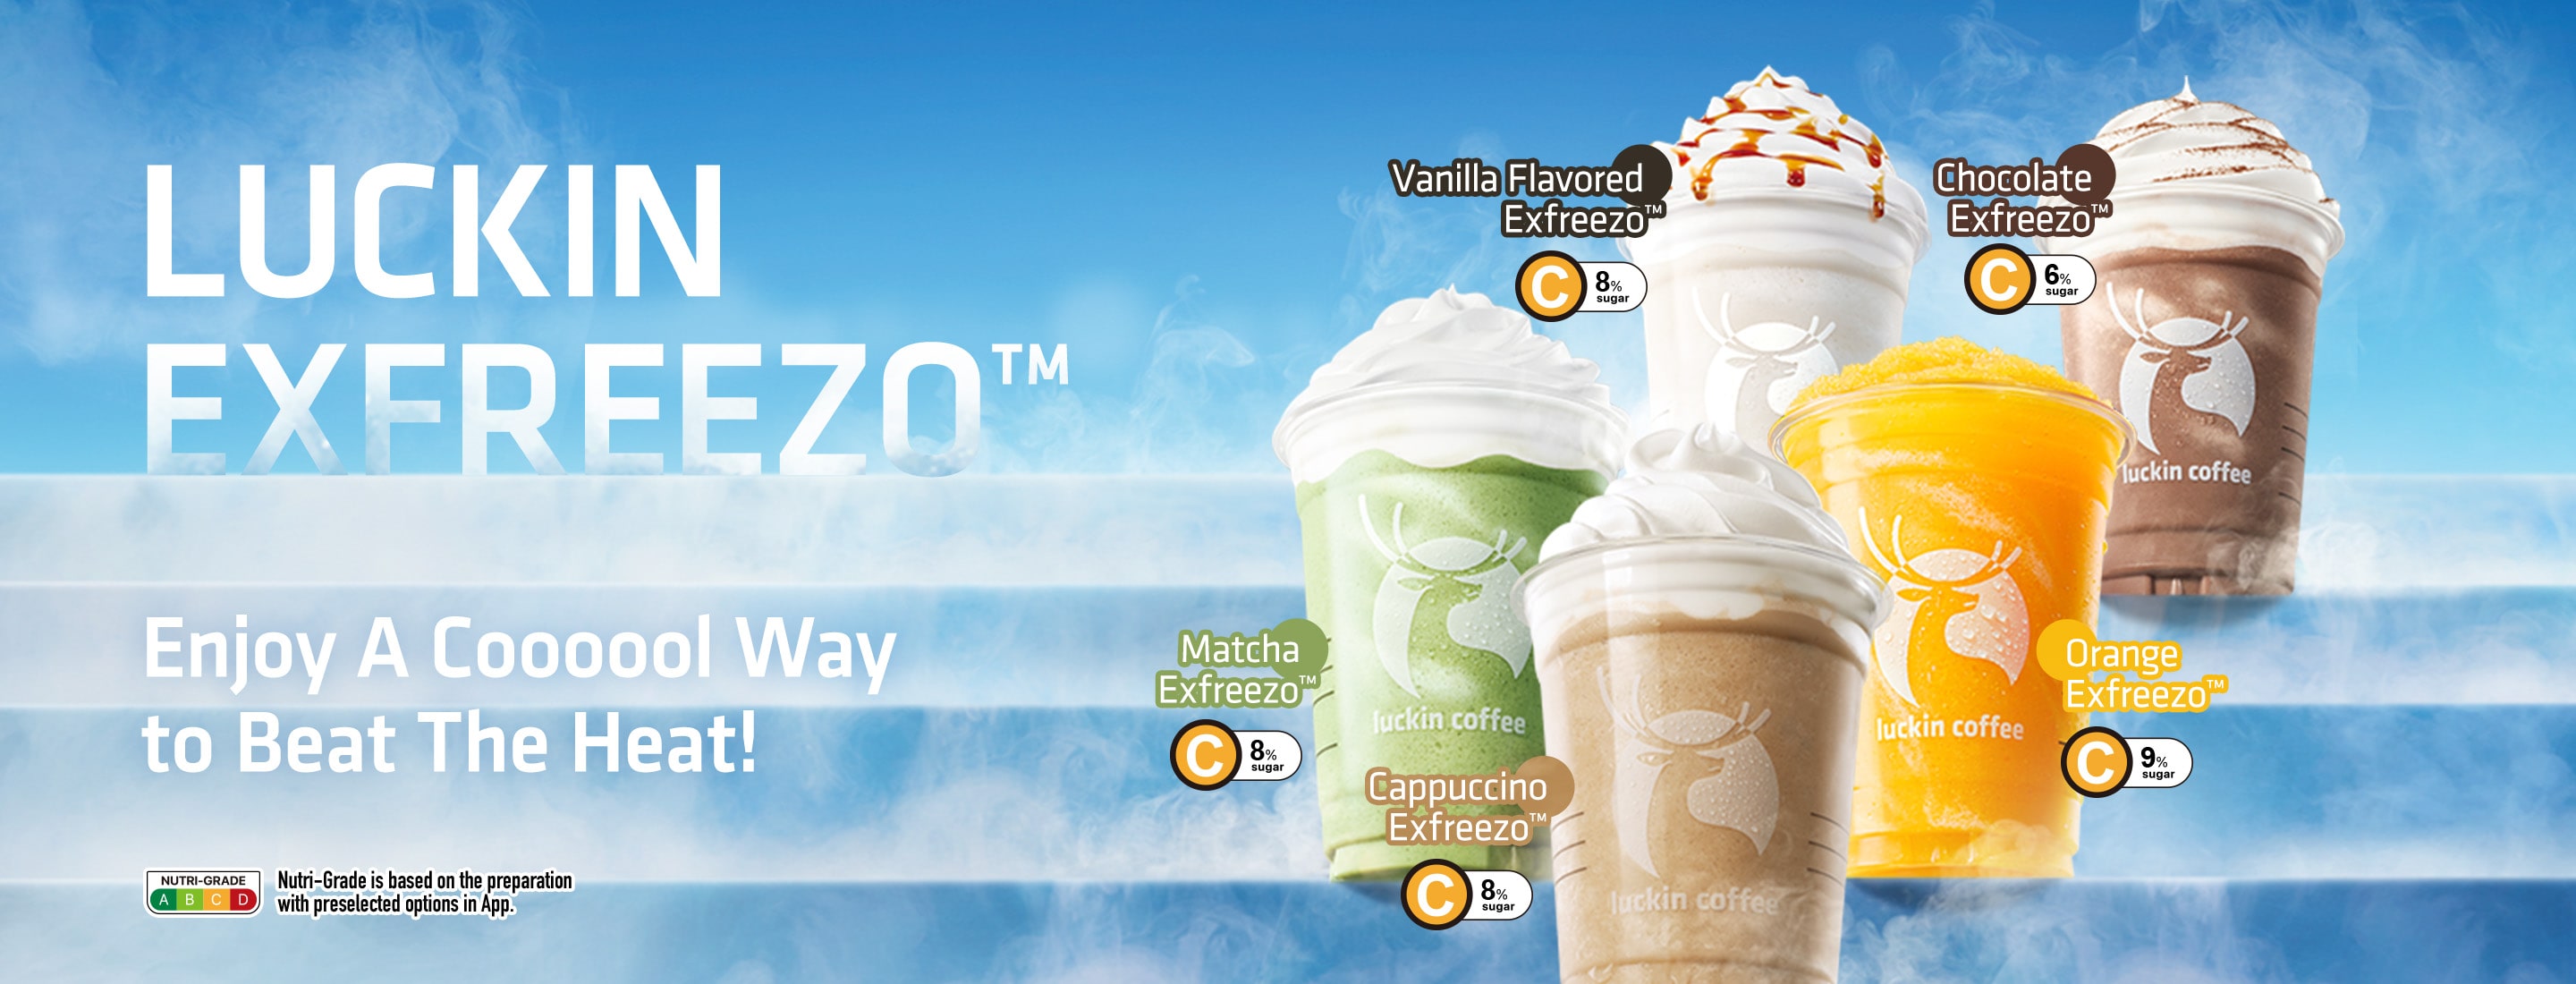 LUCKIN
EXFREEZO™
Enjoy A Coooool Way
to Beat The Heat!
NUTRI-GRADE
A B C D
Nutri-Grade is based on the preparation
with preselected options in App.
Vanilla Flavored
Exfreezo™
C 8%
sugar
Chocolate
Exfreezo™
C 6%
sugar
luckin coffee
Matcha
Exfreezo™
C 8%
sugar
luckin coffee
Orange
Exfreezo™
C 9%
sugar
luckin coffee
Cappuccino
Exfreezo™
C 8%
sugar
luckin coffee